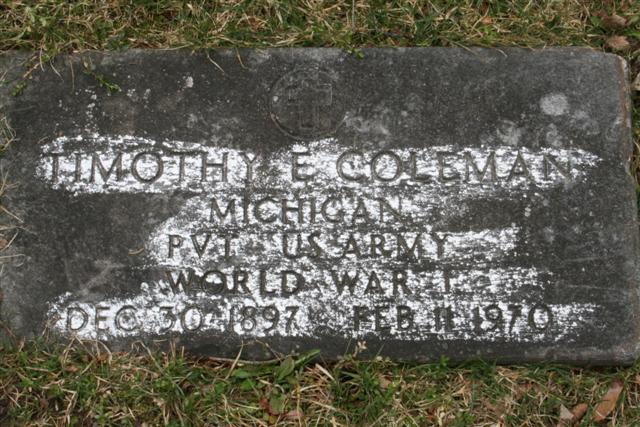 TIMOTHY E COLEMAN
MICHIGAN
PVT US ARMY
WORLD WAR I
DEC 30 1897 FEB 11 1970